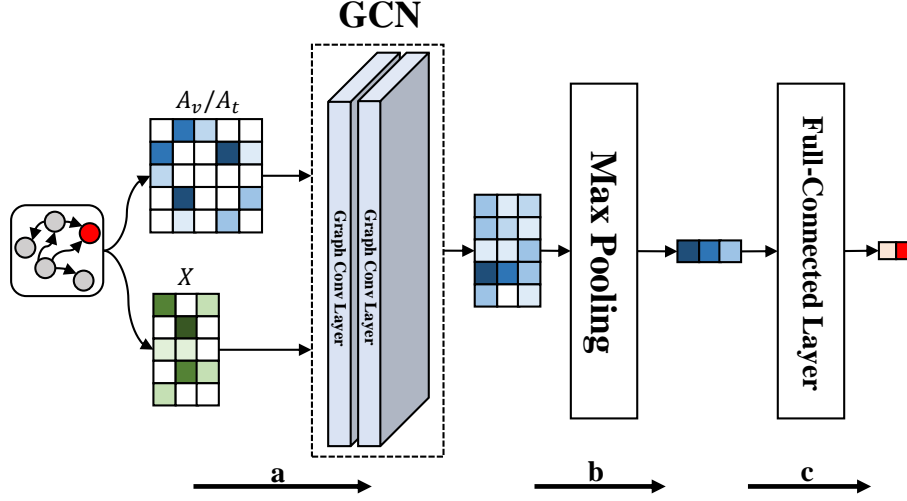 GCN
A_v/A_t
X
Graph Conv Layer
Graph Conv Layer
Max Pooling
Full-Connected Layer
a
b
c